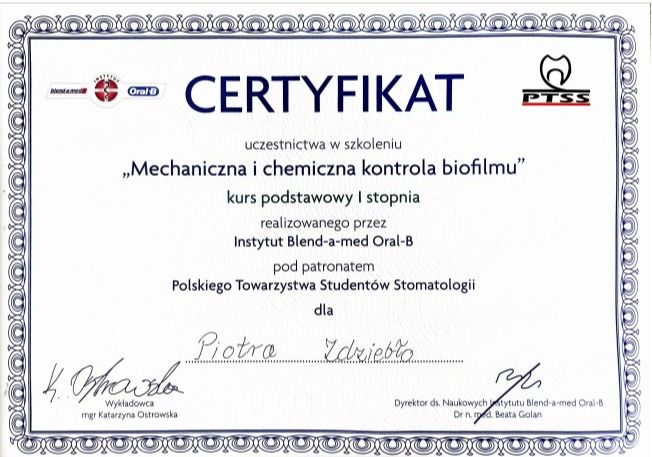 blend-a-med
INSTYTUT
Oral-B
CERTYFIKAT
PTSS
uczestnictwa w szkoleniu
„Mechaniczna i chemiczna kontrola biofilmu”
kurs podstawowy I stopnia
realizowanego przez
Instytut Blend-a-med Oral-B
pod patronatem
Polskiego Towarzystwa Studentów Stomatologii
dla
Piotra Zdziebło
K. Ostrowska
Wykładowca
mgr Katarzyna Ostrowska
Dyrektor ds. Naukowych Instytutu Blend-a-med Oral-B
Dr n. med. Beata Golan